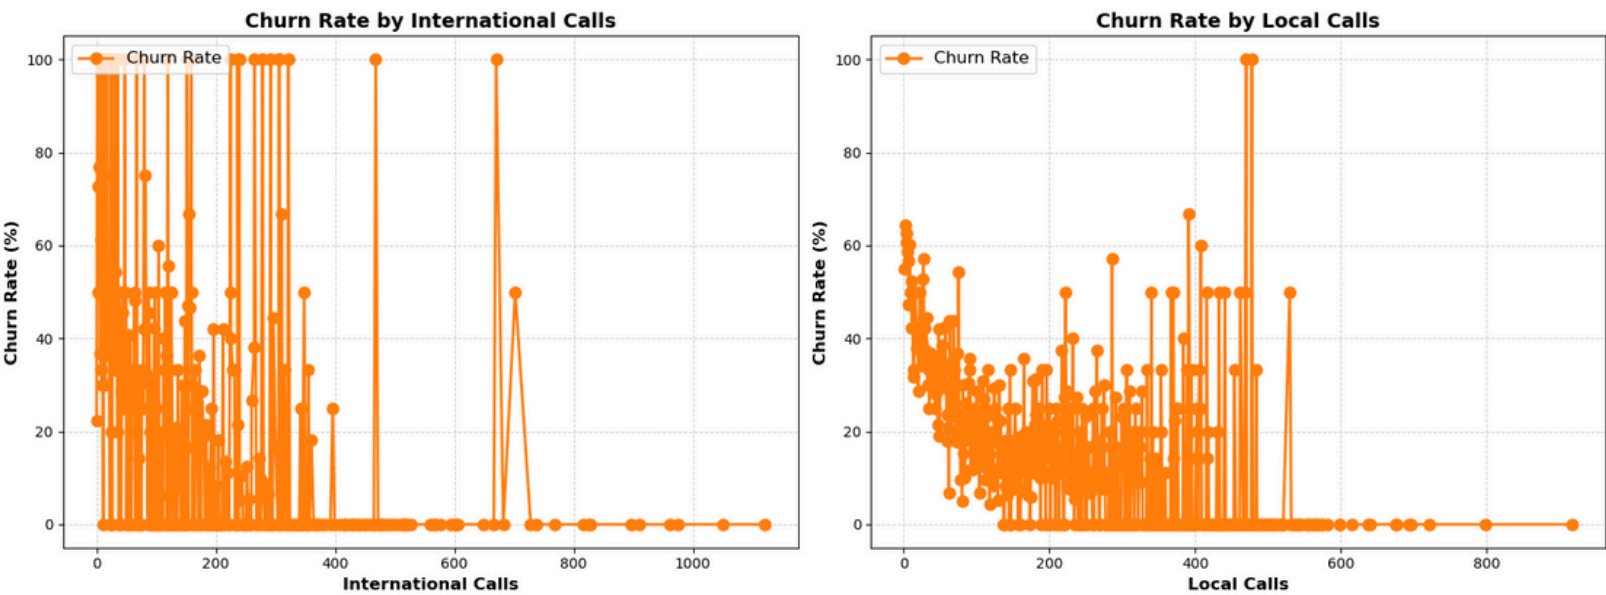 Churn Rate by International Calls
Churn Rate
Churn Rate (%)
100
80
60
40
20
0
0 200 400 600 800 1000
International Calls
Churn Rate by Local Calls
Churn Rate
Churn Rate (%)
100
80
60
40
20
0
0 200 400 600 800
Local Calls